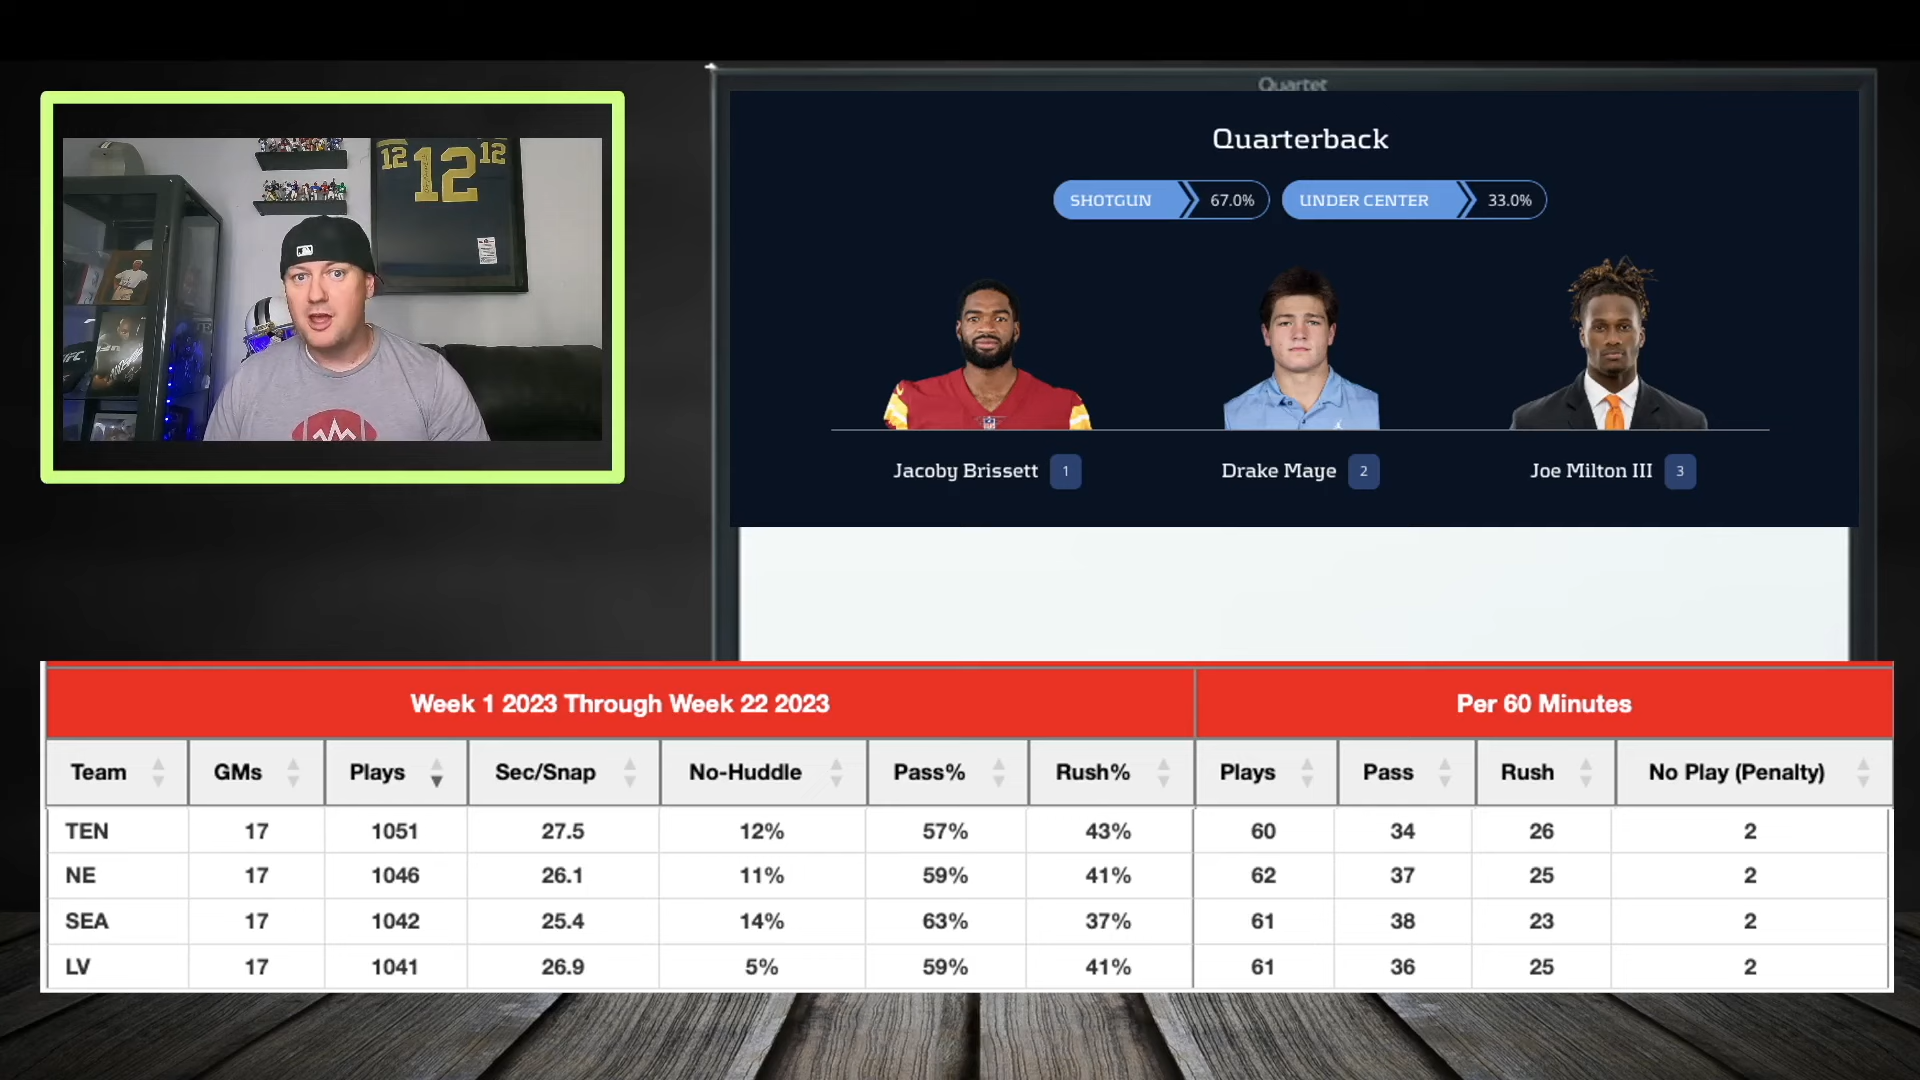 Quartet
Quarterback
SHOTGUN 67.0% UNDER CENTER 33.0%
12 12 12
Jacoby Brissett 1 Drake Maye 2 Joe Milton III 3
Week 1 2023 Through Week 22 2023 Per 60 Minutes
Team GMs Plays Sec/Snap No-Huddle Pass% Rush% Plays Pass Rush No Play (Penalty)
TEN 17 1051 27.5 12% 57% 43% 60 34 26 2
NE 17 1046 26.1 11% 59% 41% 62 37 25 2
SEA 17 1042 25.4 14% 63% 37% 61 38 23 2
LV 17 1041 26.9 5% 59% 41% 61 36 25 2